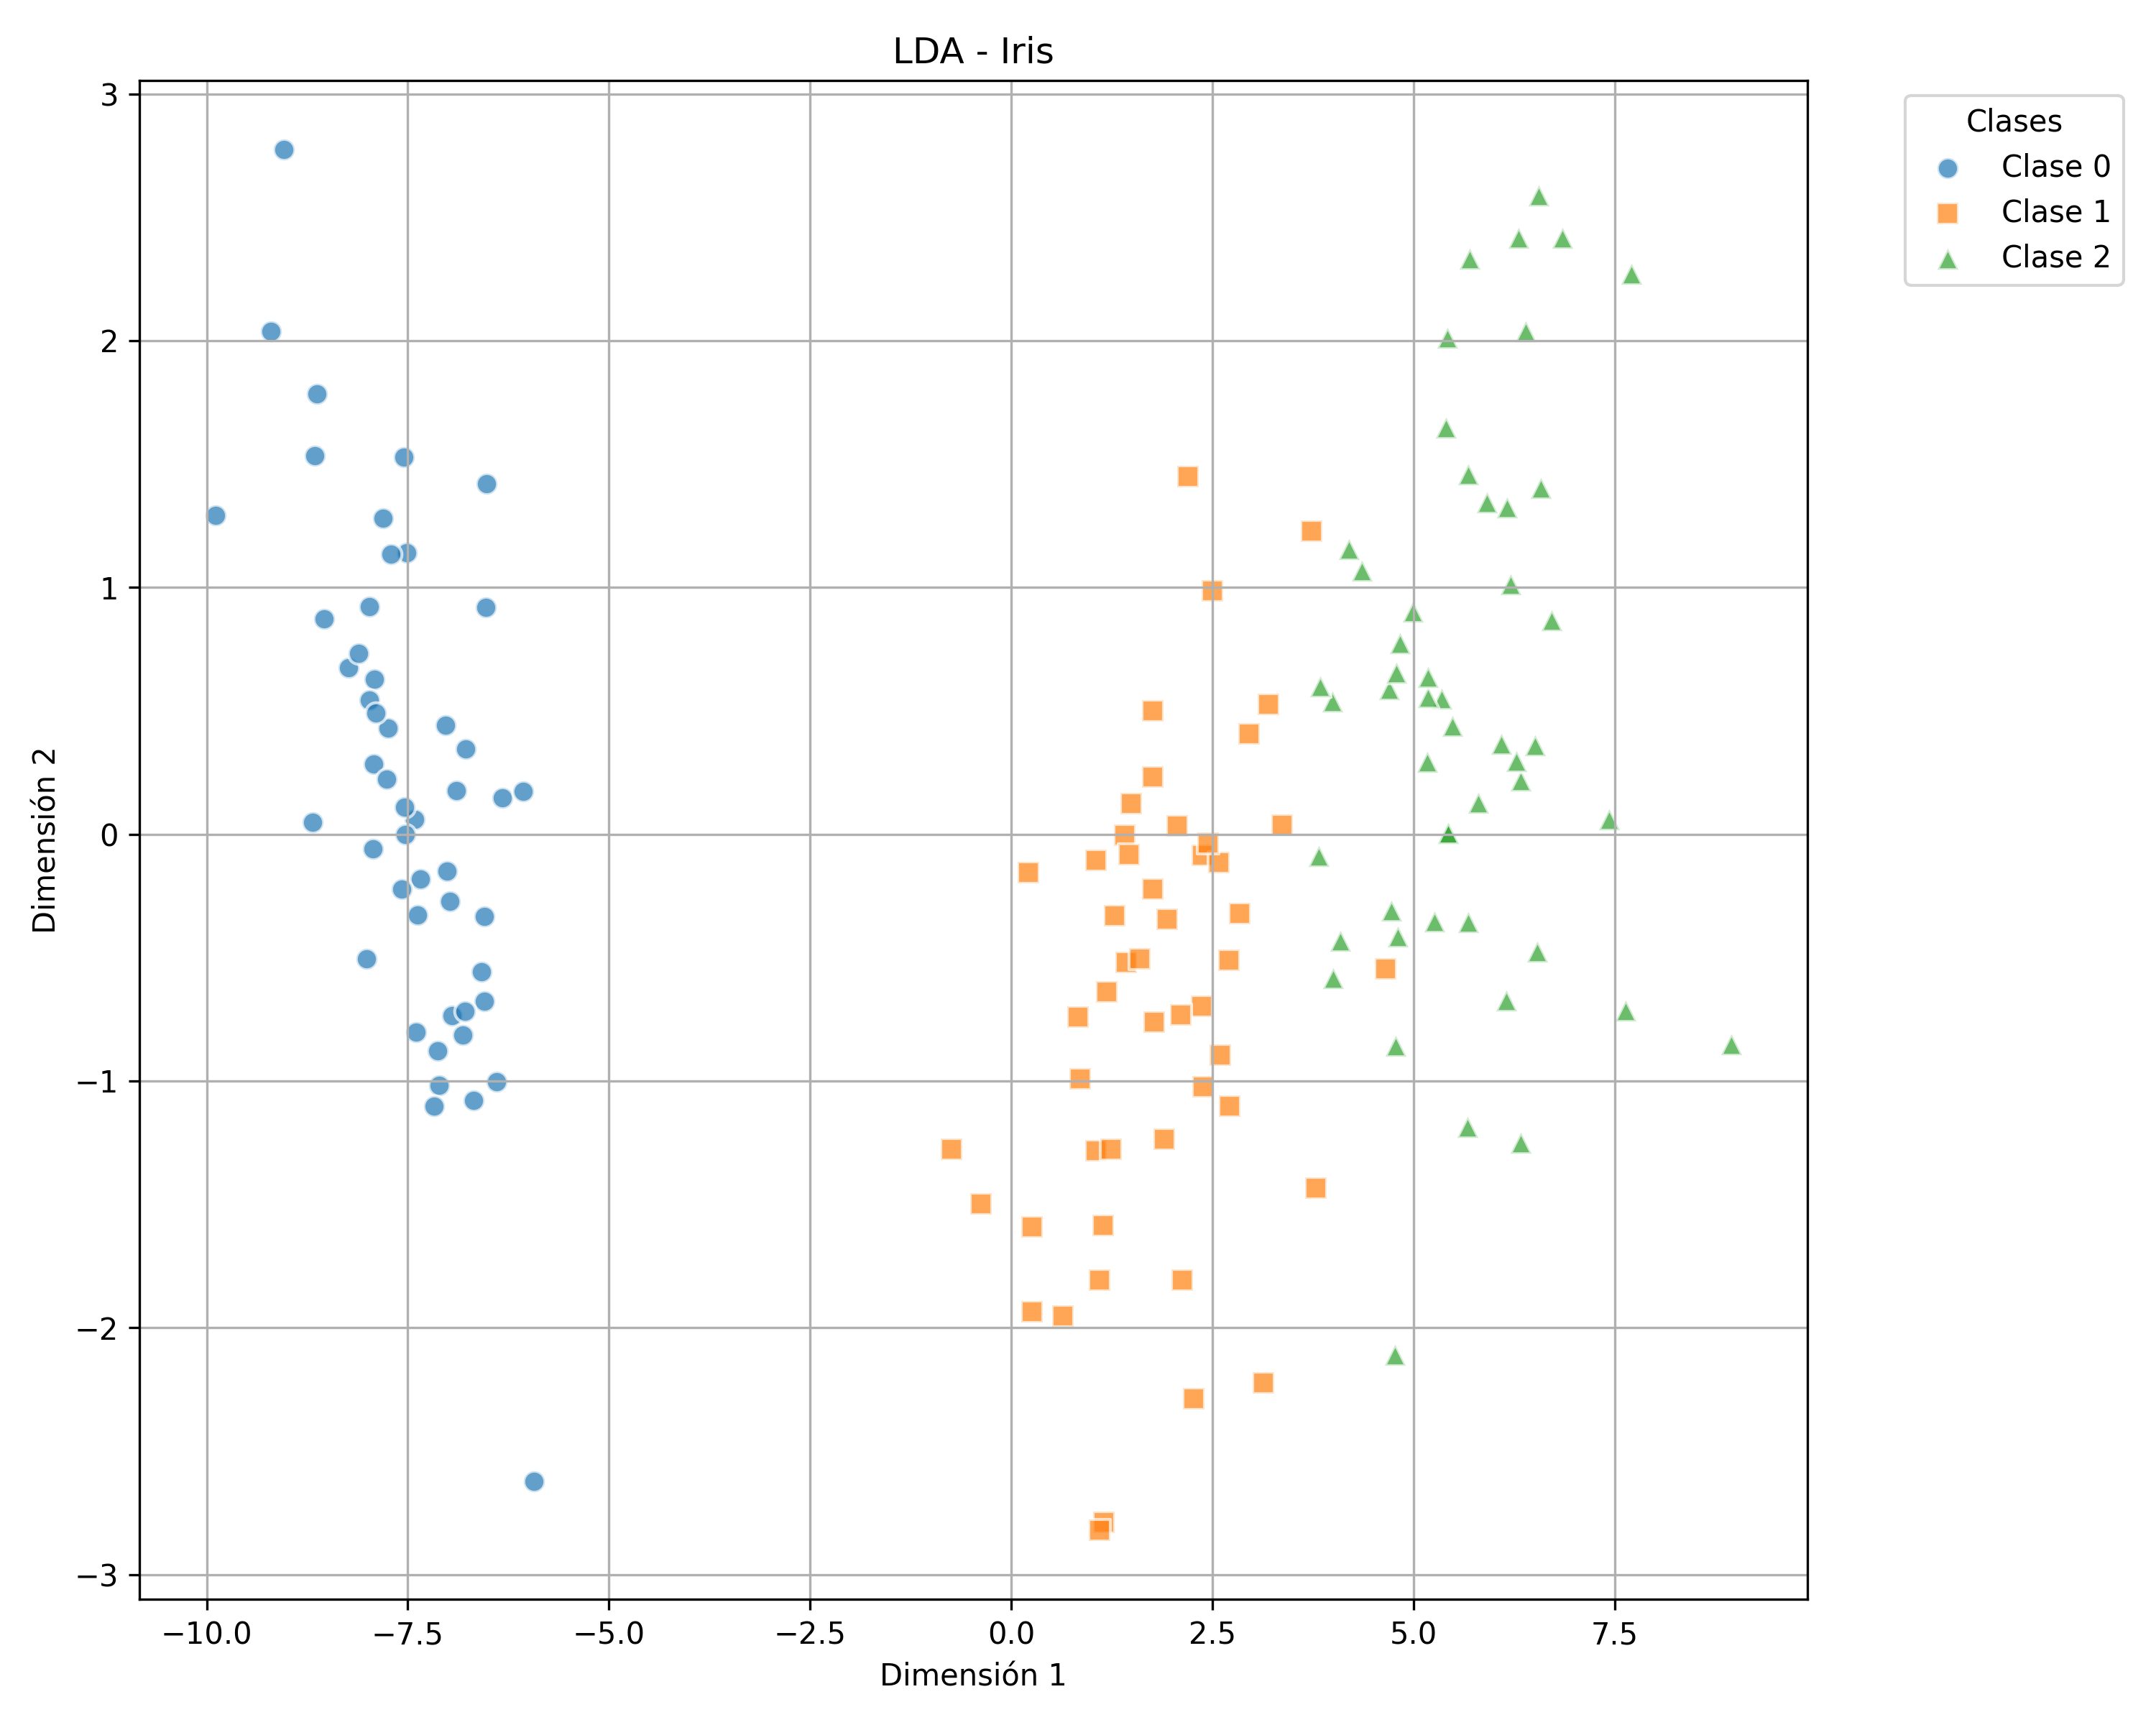 LDA - Iris
3
2
1
0
−1
−2
−3
Dimensión 2
−10.0 −7.5 −5.0 −2.5 0.0 2.5 5.0 7.5
Dimensión 1
Clases
Clase 0
Clase 1
Clase 2